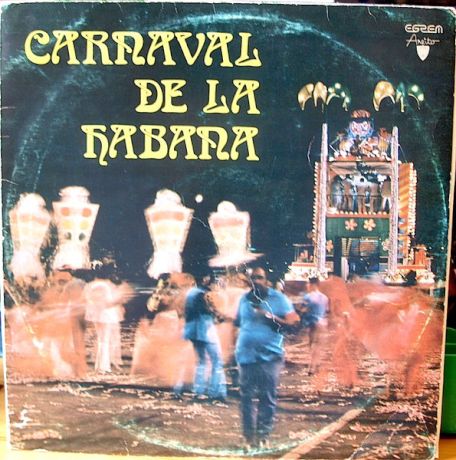 CARNAVAL
DE LA
HABANA
EGREM
Areito